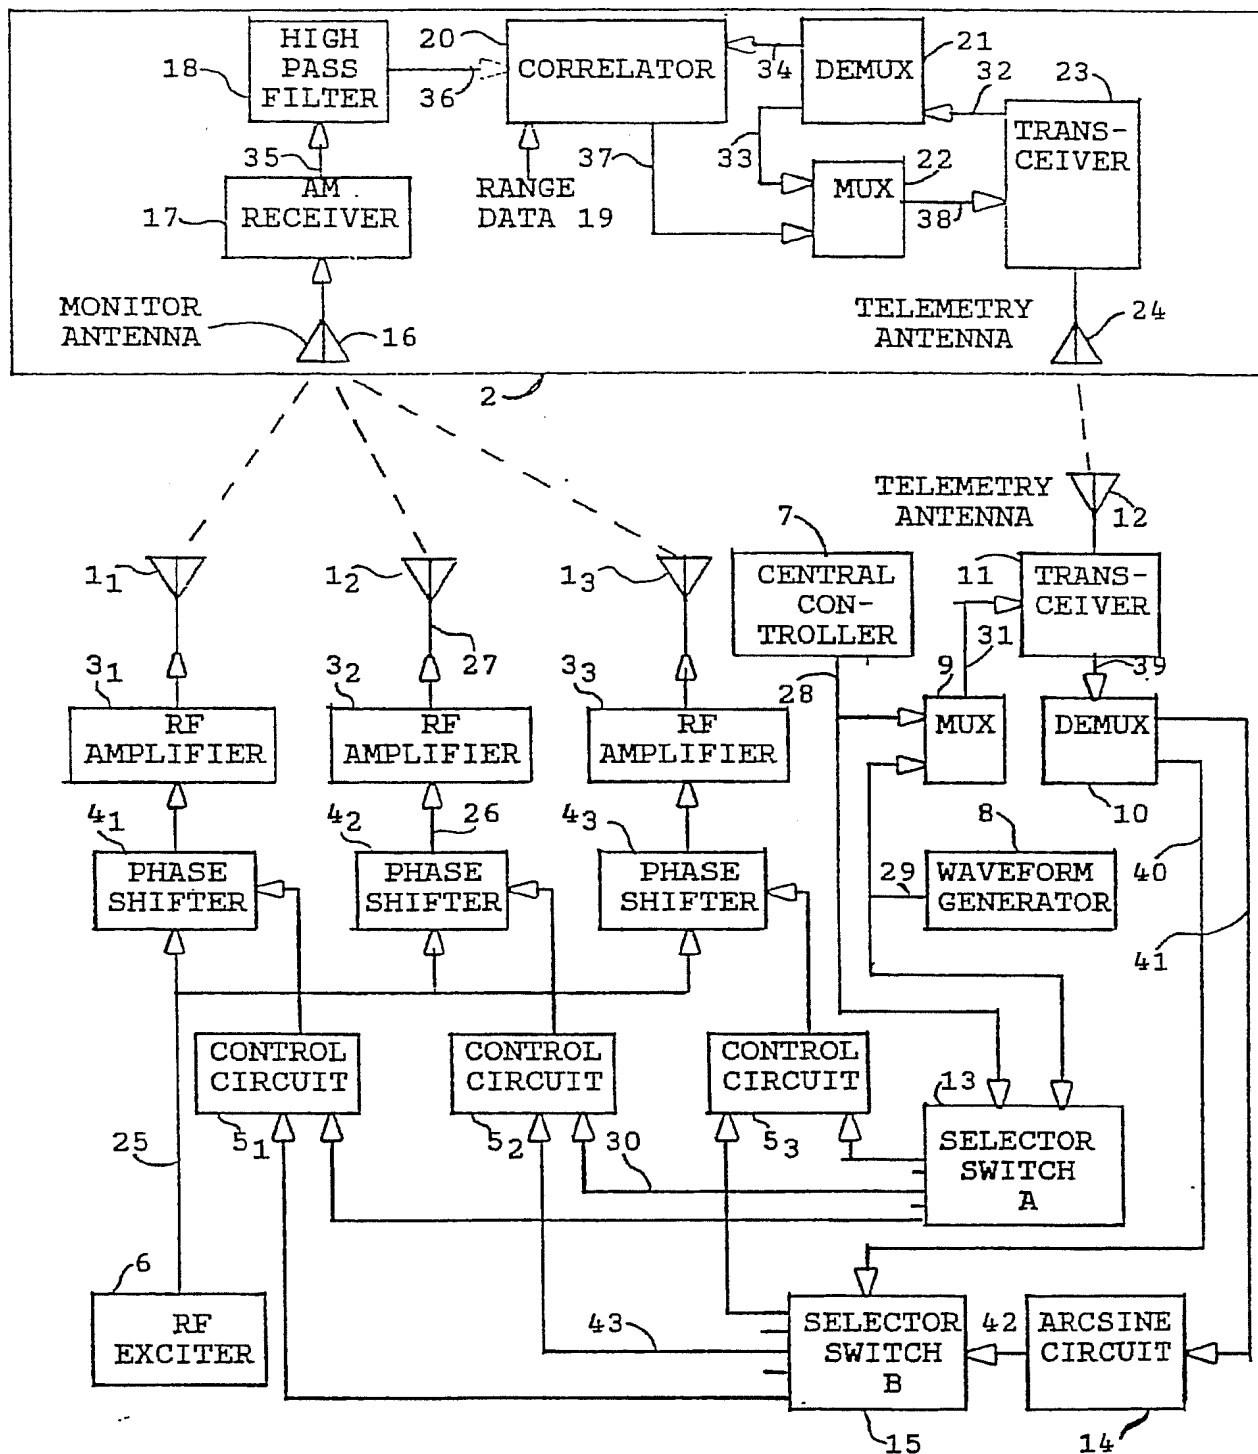 HIGH
PASS
FILTER
18
20
CORRELATOR
36
34
DEMUX
21
32
23
TRANS-
CEIVER
35
AM
RECEIVER
17
RANGE
DATA 19
37
33
MUX
22
38
MONITOR
ANTENNA
16
TELEMETRY
ANTENNA
24
2
TELEMETRY
ANTENNA
12
1₁
1₂
1₃
27
7
CENTRAL
CON-
TROLLER
28
11
TRANS-
CEIVER
31
39
9
MUX
DEMUX
10
3₁
RF
AMPLIFIER
3₂
RF
AMPLIFIER
3₃
RF
AMPLIFIER
4₁
PHASE
SHIFTER
4₂
26
PHASE
SHIFTER
4₃
PHASE
SHIFTER
8
29
WAVEFORM
GENERATOR
40
41
CONTROL
CIRCUIT
5₁
CONTROL
CIRCUIT
5₂
CONTROL
CIRCUIT
5₃
13
SELECTOR
SWITCH
A
25
30
6
RF
EXCITER
43
SELECTOR
SWITCH
B
15
42
ARCSINE
CIRCUIT
14